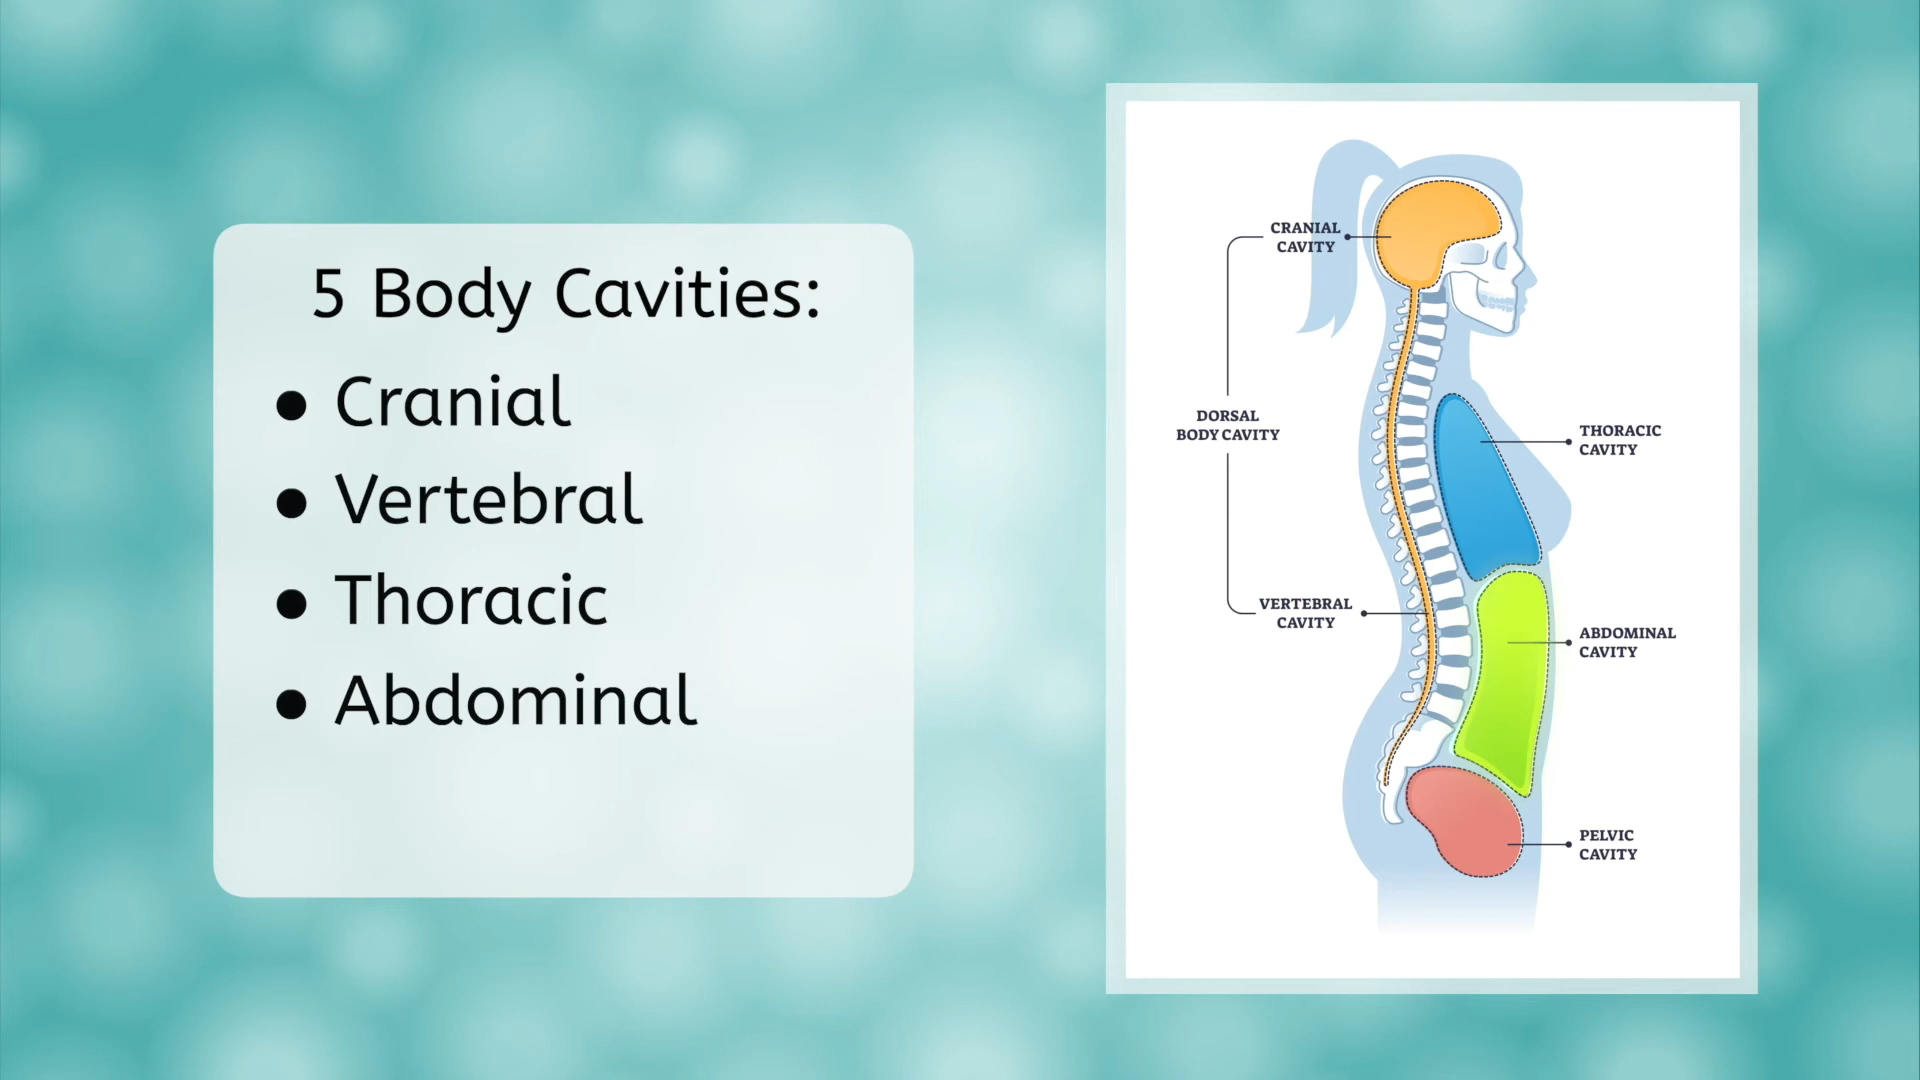 5 Body Cavities:
● Cranial
● Vertebral
● Thoracic
● Abdominal
CRANIAL
CAVITY
DORSAL
BODY CAVITY
VERTEBRAL
CAVITY
THORACIC
CAVITY
ABDOMINAL
CAVITY
PELVIC
CAVITY